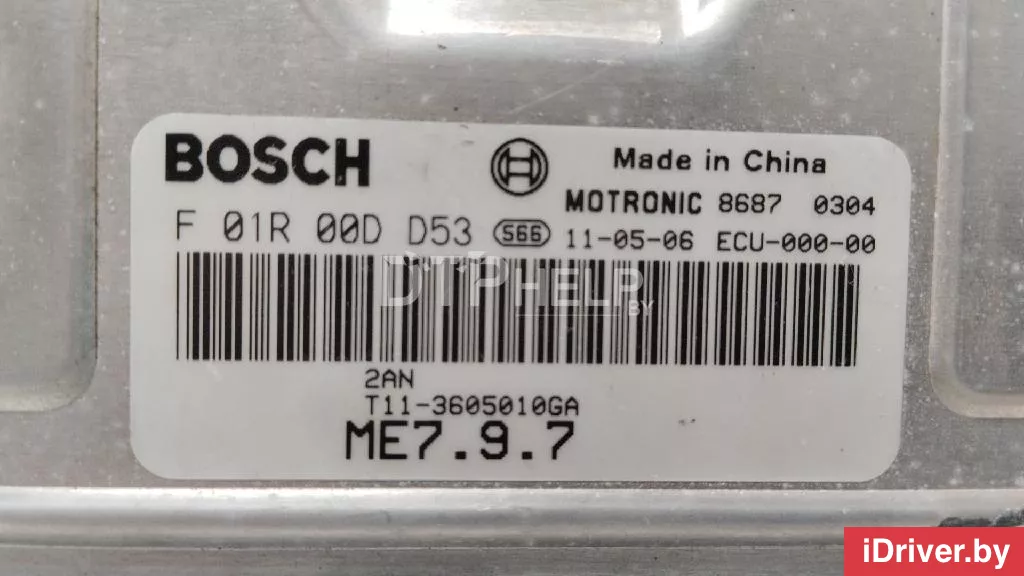 BOSCH
Made in China
MOTRONIC 8687 0304
F 01R 00D D53 S66 11-05-06 ECU-000-00
DTPHELP.BY
2AN
T11-3605010GA
ME7.9.7
iDriver.by